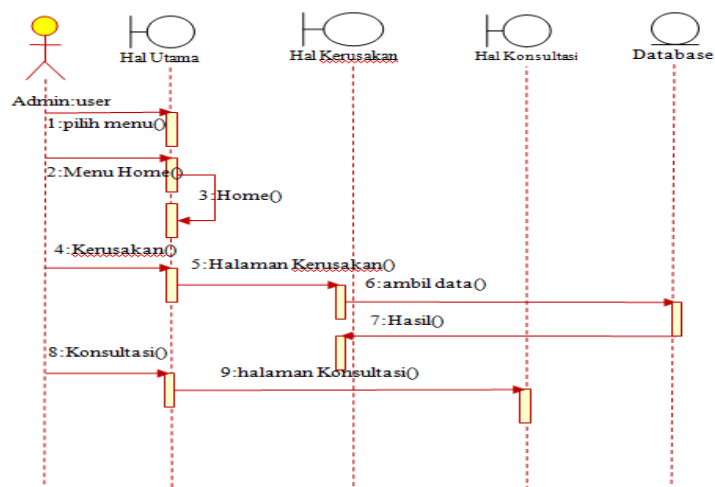 Hal Utama
Hal Kerusakan
Hal Konsultasi
Database
Admin:user
1:pilih menu()
2:Menu Home()
3:Home()
4:Kerusakan()
5:Halaman Kerusakan()
6:ambil data()
7:Hasil()
8:Konsultasi()
9:halaman Konsultasi()